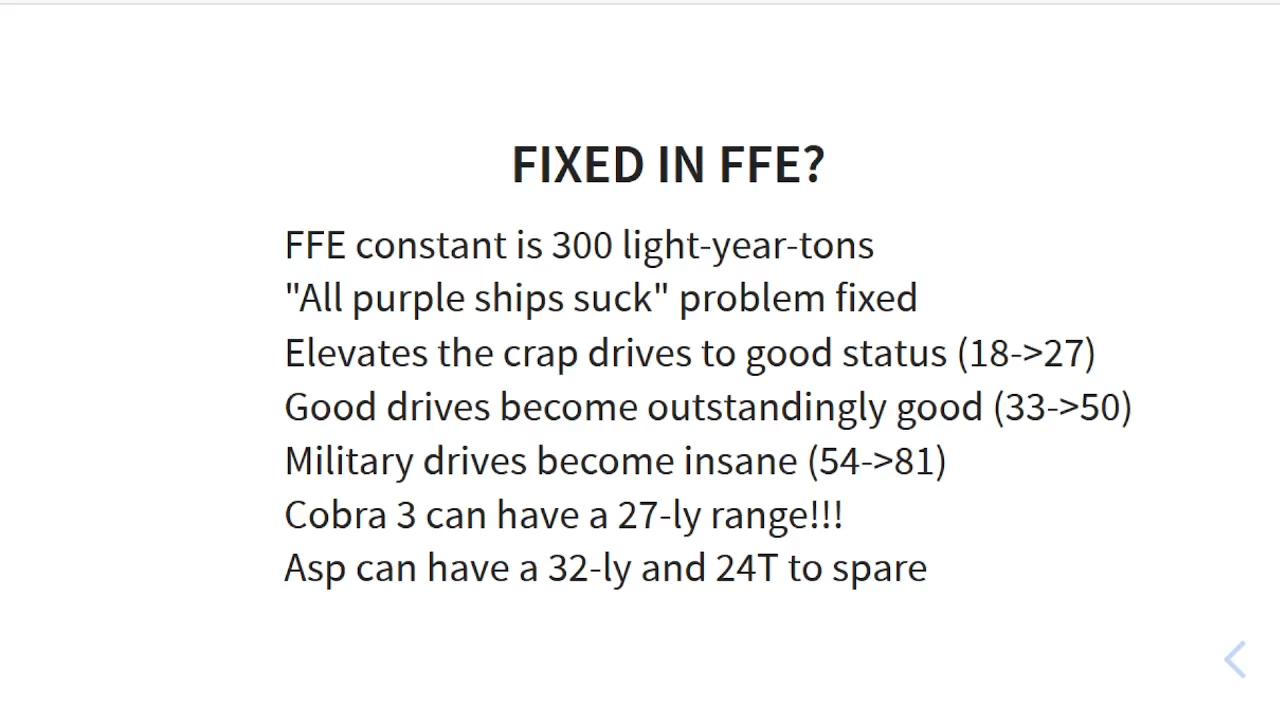 FIXED IN FFE?
FFE constant is 300 light-year-tons
"All purple ships suck" problem fixed
Elevates the crap drives to good status (18->27)
Good drives become outstandingly good (33->50)
Military drives become insane (54->81)
Cobra 3 can have a 27-ly range!!!
Asp can have a 32-ly and 24T to spare